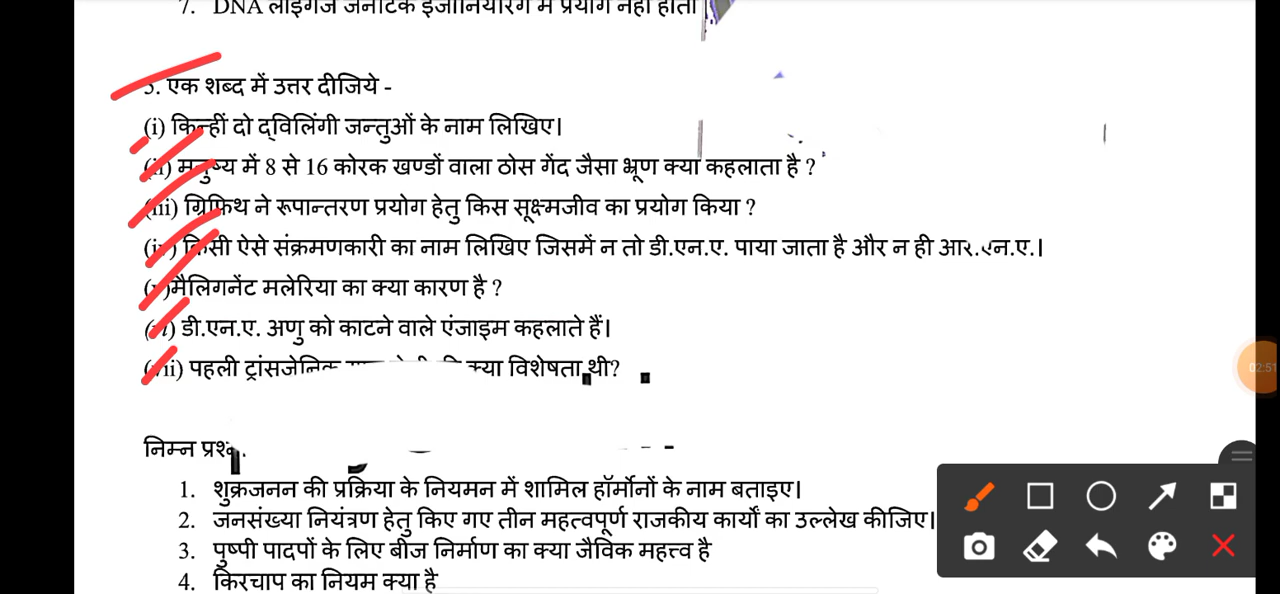 7. DNA लाइगेज जेनेटिक इंजीनियरिंग में प्रयोग नहीं होता
5. एक शब्द में उत्तर दीजिये -
(i) किन्हीं दो द्विलिंगी जन्तुओं के नाम लिखिए।
(ii) मनुष्य में 8 से 16 कोरक खण्डों वाला ठोस गेंद जैसा भ्रूण क्या कहलाता है ?
(iii) ग्रिफिथ ने रूपान्तरण प्रयोग हेतु किस सूक्ष्मजीव का प्रयोग किया ?
(iv) किसी ऐसे संक्रमणकारी का नाम लिखिए जिसमें न तो डी.एन.ए. पाया जाता है और न ही आर.एन.ए.।
(v)मैलिगनेंट मलेरिया का क्या कारण है ?
(vi) डी.एन.ए. अणु को काटने वाले एंजाइम कहलाते हैं।
(vii) पहली ट्रांसजेनिक क्या विशेषता थी?
निम्न
1. शुक्रजनन की प्रक्रिया के नियमन में शामिल हॉर्मोनों के नाम बताइए।
2. जनसंख्या नियंत्रण हेतु किए गए तीन महत्वपूर्ण राजकीय कार्यों का उल्लेख कीजिए।
3. पुष्पी पादपों के लिए बीज निर्माण का क्या जैविक महत्त्व है
4. किरचाप का नियम क्या है
02:51